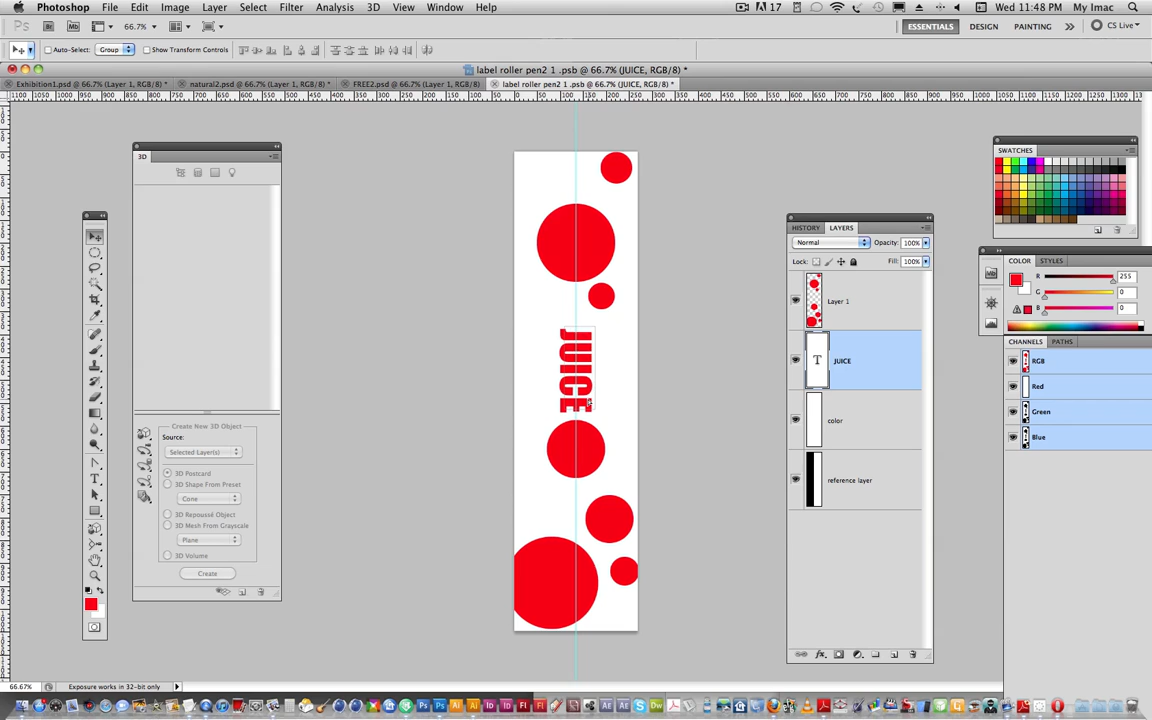 Photoshop File Edit Image Layer Select Filter Analysis 3D View Window Help
17
Wed 11:48 PM My Imac
Ps Br Mb 66.7%
ESSENTIALS DESIGN PAINTING >> CS Live
Auto-Select: Group Show Transform Controls
label roller pen2 1 .psb @ 66.7% (JUICE, RGB/8) *
Exhibition1.psd @ 66.7% (Layer 1, RGB/8) *
natural2.psd @ 66.7% (Layer 1, RGB/8) *
FREE2.psd @ 66.7% (Layer 1, RGB/8)
label roller pen2 1 .psb @ 66.7% (JUICE, RGB/8) *
3D
Create New 3D Object
Source:
Selected Layer(s)
3D Postcard
3D Shape From Preset
Cone
3D Repoussé Object
3D Mesh From Grayscale
Plane
3D Volume
Create
JUICE
HISTORY LAYERS
Normal Opacity: 100%
Lock: Fill: 100%
Layer 1
T JUICE
color
reference layer
SWATCHES
COLOR STYLES
R 255
G 0
B 0
CHANNELS PATHS
RGB
Red
Green
Blue
66.67% Exposure works in 32-bit only